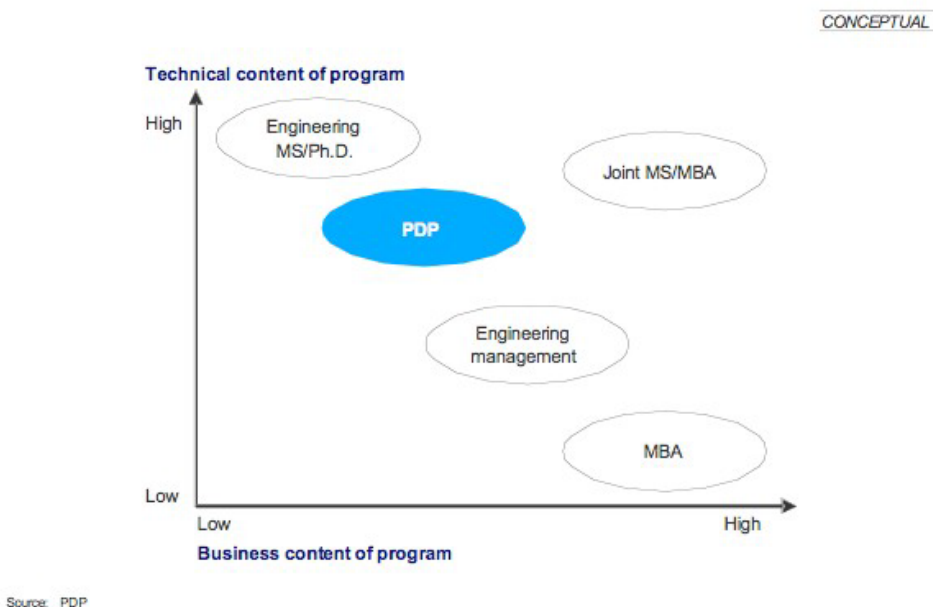 CONCEPTUAL
Technical content of program
High
Engineering
MS/Ph.D.
Joint MS/MBA
PDP
Engineering
management
MBA
Low
Low
High
Business content of program
Source: PDP